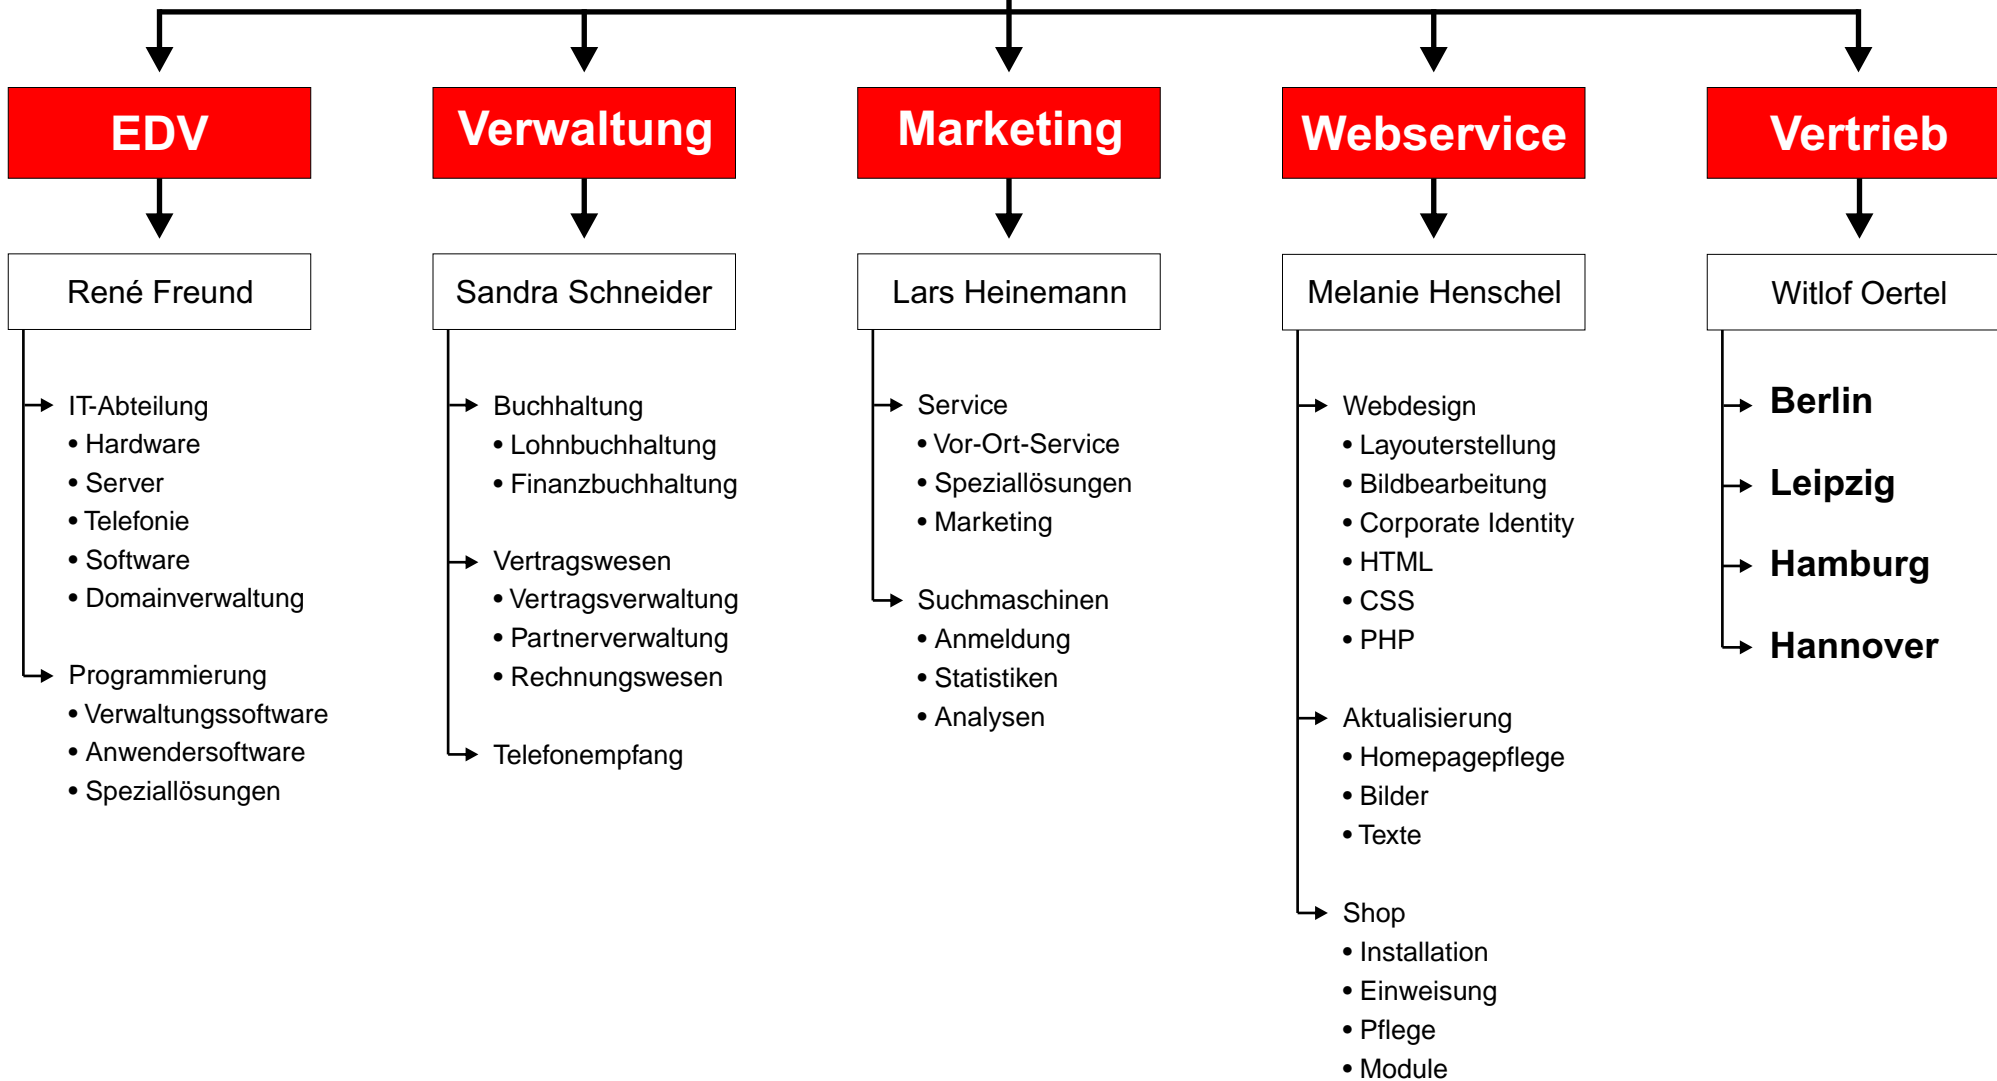 EDV
René Freund
IT-Abteilung
• Hardware
• Server
• Telefonie
• Software
• Domainverwaltung
Programmierung
• Verwaltungssoftware
• Anwendersoftware
• Speziallösungen
Verwaltung
Sandra Schneider
Buchhaltung
• Lohnbuchhaltung
• Finanzbuchhaltung
Vertragswesen
• Vertragsverwaltung
• Partnerverwaltung
• Rechnungswesen
Telefonempfang
Marketing
Lars Heinemann
Service
• Vor-Ort-Service
• Speziallösungen
• Marketing
Suchmaschinen
• Anmeldung
• Statistiken
• Analysen
Webservice
Melanie Henschel
Webdesign
• Layouterstellung
• Bildbearbeitung
• Corporate Identity
• HTML
• CSS
• PHP
Aktualisierung
• Homepagepflege
• Bilder
• Texte
Shop
• Installation
• Einweisung
• Pflege
• Module
Vertrieb
Witlof Oertel
Berlin
Leipzig
Hamburg
Hannover